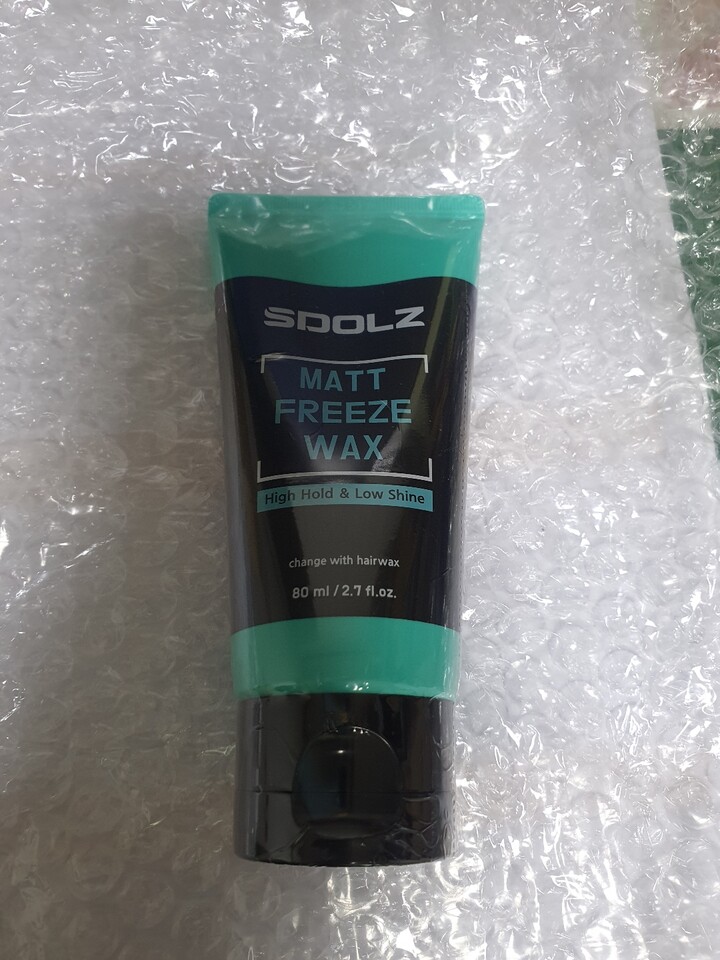 SDOLZ
MATT
FREEZE
WAX
High Hold & Low Shine
change with hairwax
80 ml / 2.7 fl.oz.